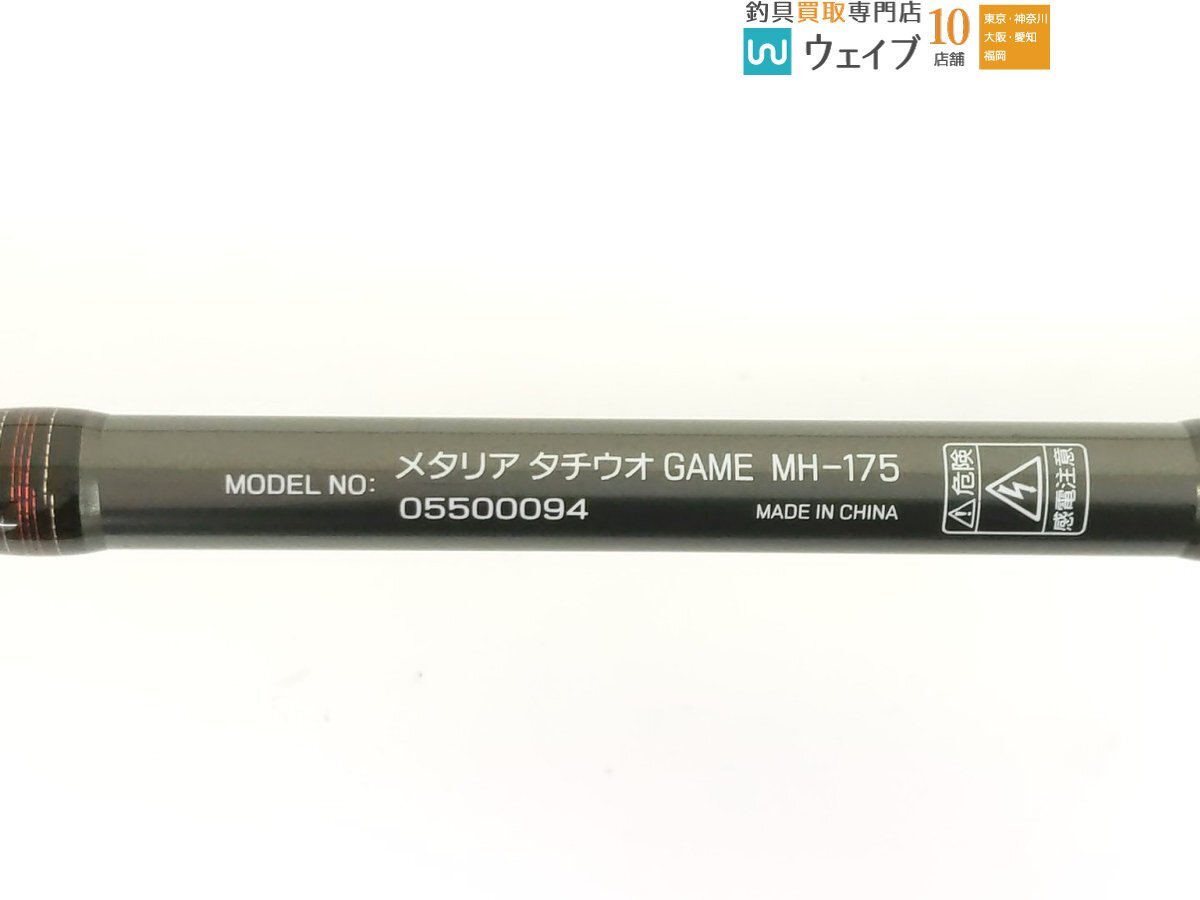 釣具買取専門店
ウェイブ
10
店舗
東京・神奈川
大阪・愛知
福岡
MODEL NO: メタリア タチウオ GAME MH-175
05500094
MADE IN CHINA
危険
感電注意